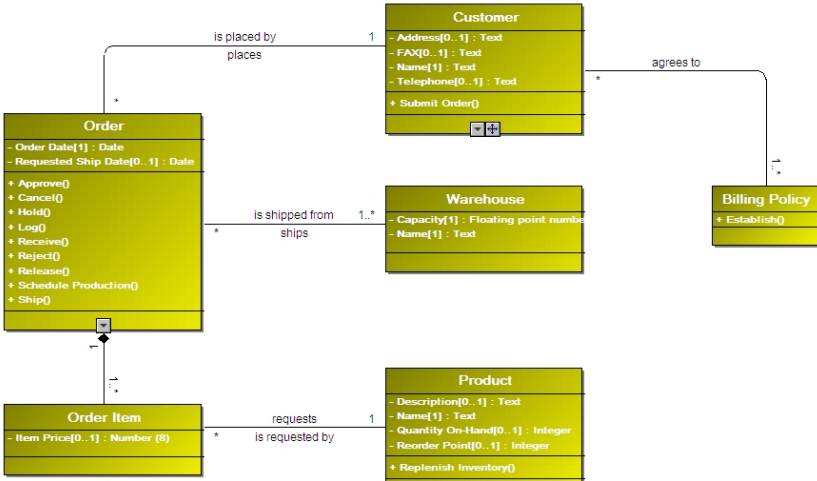 Customer
- Address[0..1] : Text
- FAX[0..1] : Text
- Name[1] : Text
- Telephone[0..1] : Text
+ Submit Order()
is placed by
1
places
*
agrees to
*
1..*
Order
- Order Date[1] : Date
- Requested Ship Date[0..1] : Date
+ Approve()
+ Cancel()
+ Hold()
+ Log()
+ Receive()
+ Reject()
+ Release()
+ Schedule Production()
+ Ship()
is shipped from
1..*
*
ships
Warehouse
- Capacity[1] : Floating point numbe
- Name[1] : Text
Billing Policy
+ Establish()
1
1..*
Order Item
- Item Price[0..1] : Number (8)
requests
1
*
is requested by
Product
- Description[0..1] : Text
- Name[1] : Text
- Quantity On-Hand[0..1] : Integer
- Reorder Point[0..1] : Integer
+ Replenish Inventory()